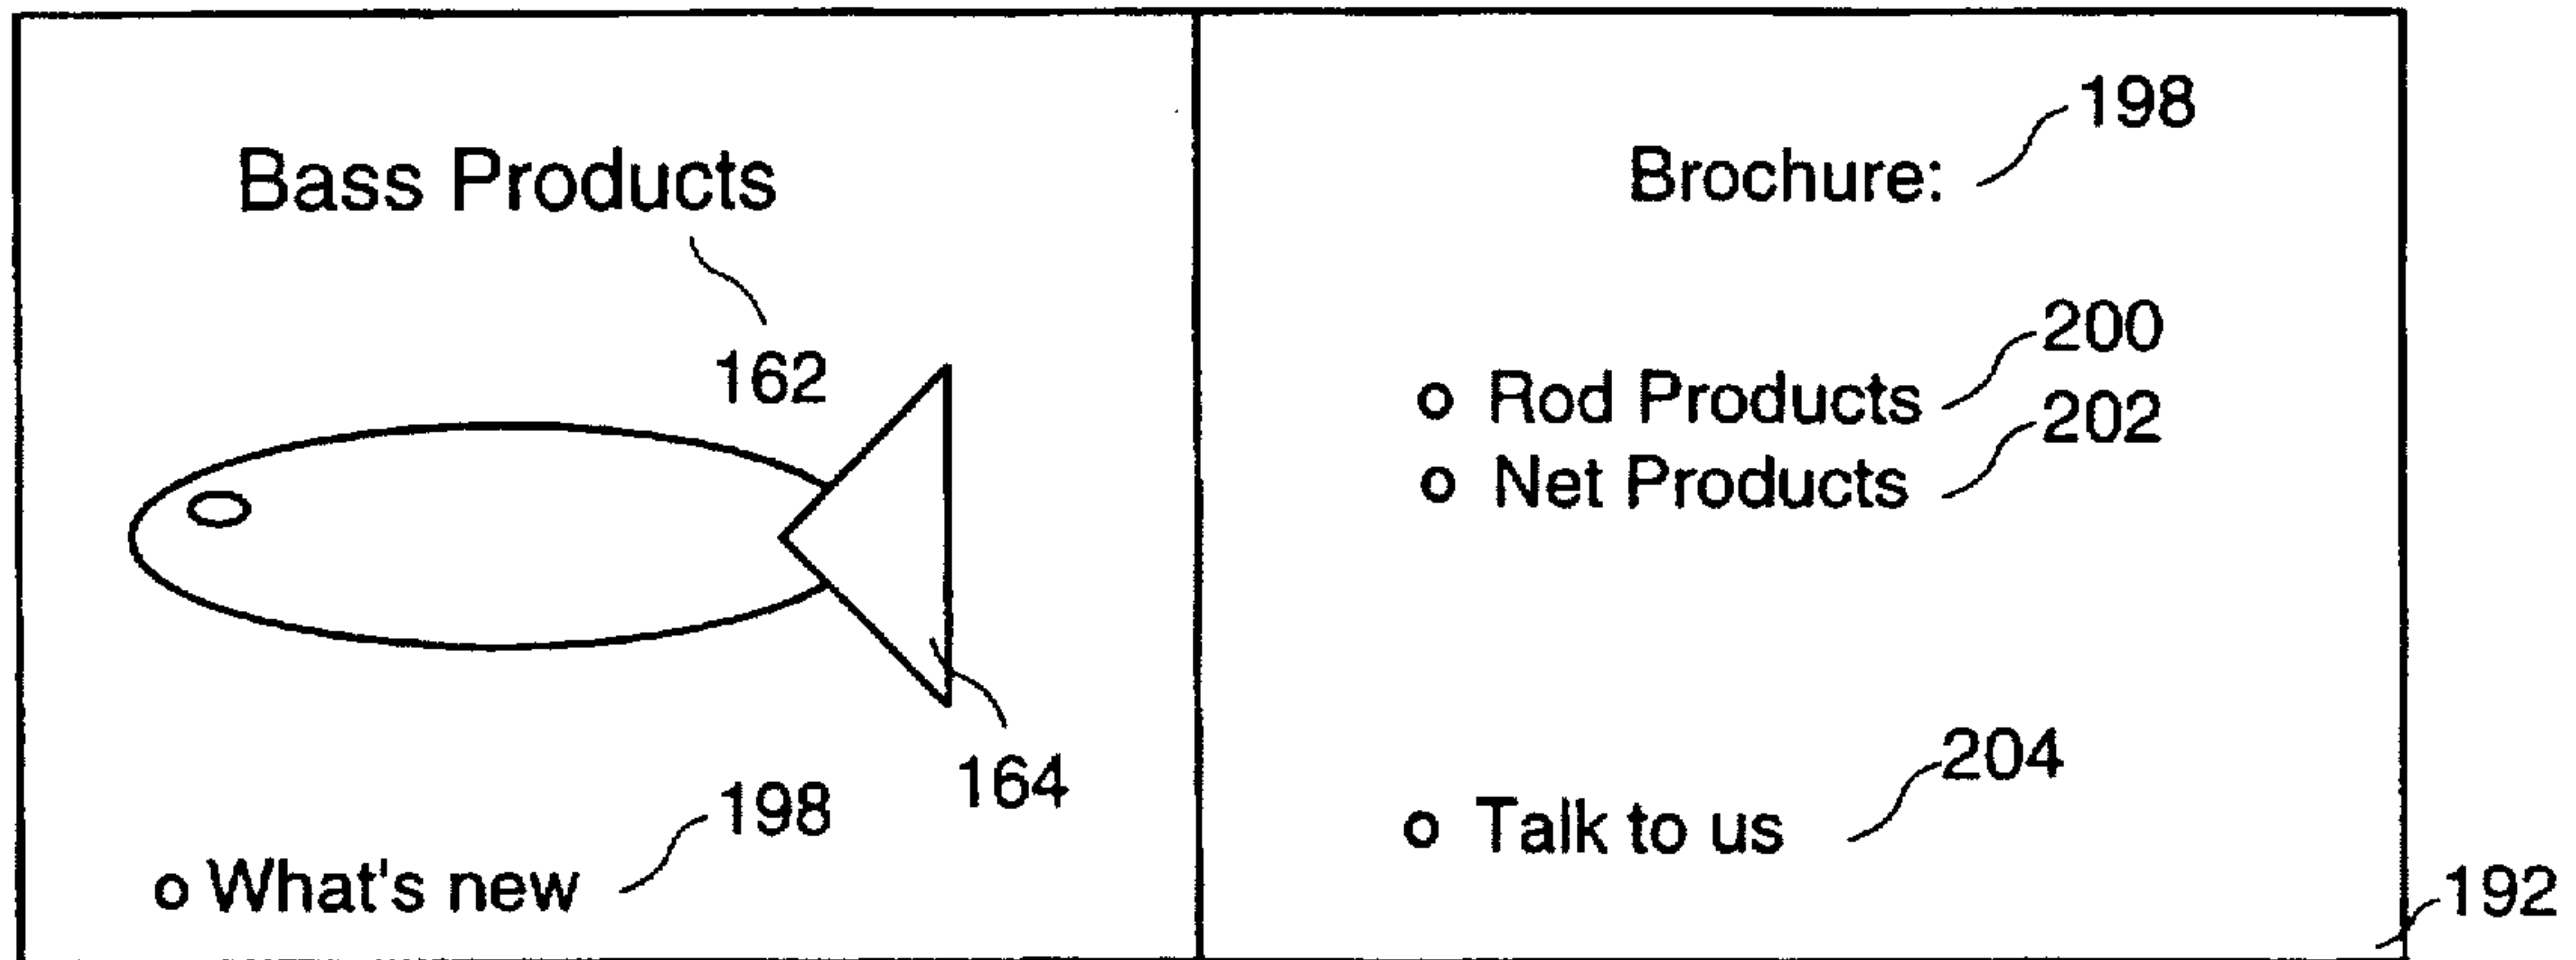 Bass Products
162
164
198
o What's new
198
Brochure:
200
o Rod Products
202
o Net Products
204
o Talk to us
192